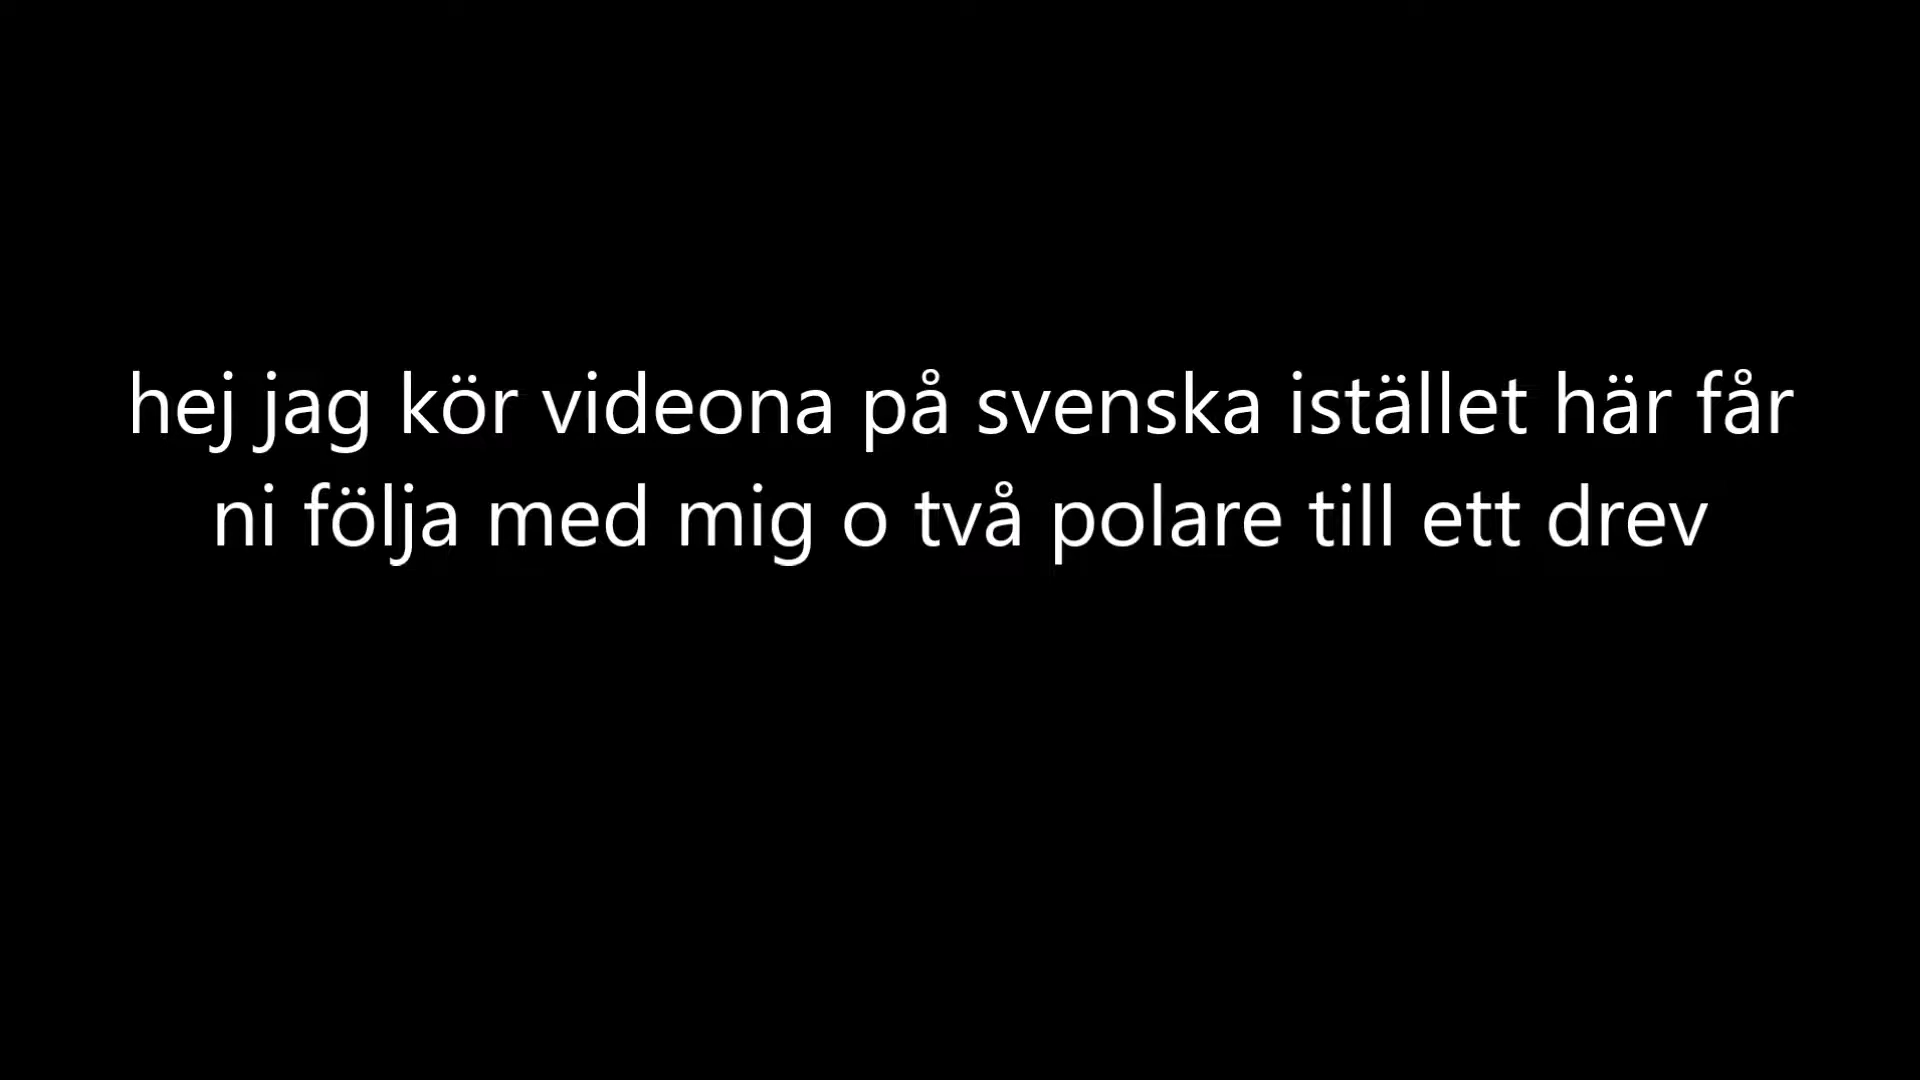 hej jag kör videona på svenska istället här får
ni följa med mig o två polare till ett drev